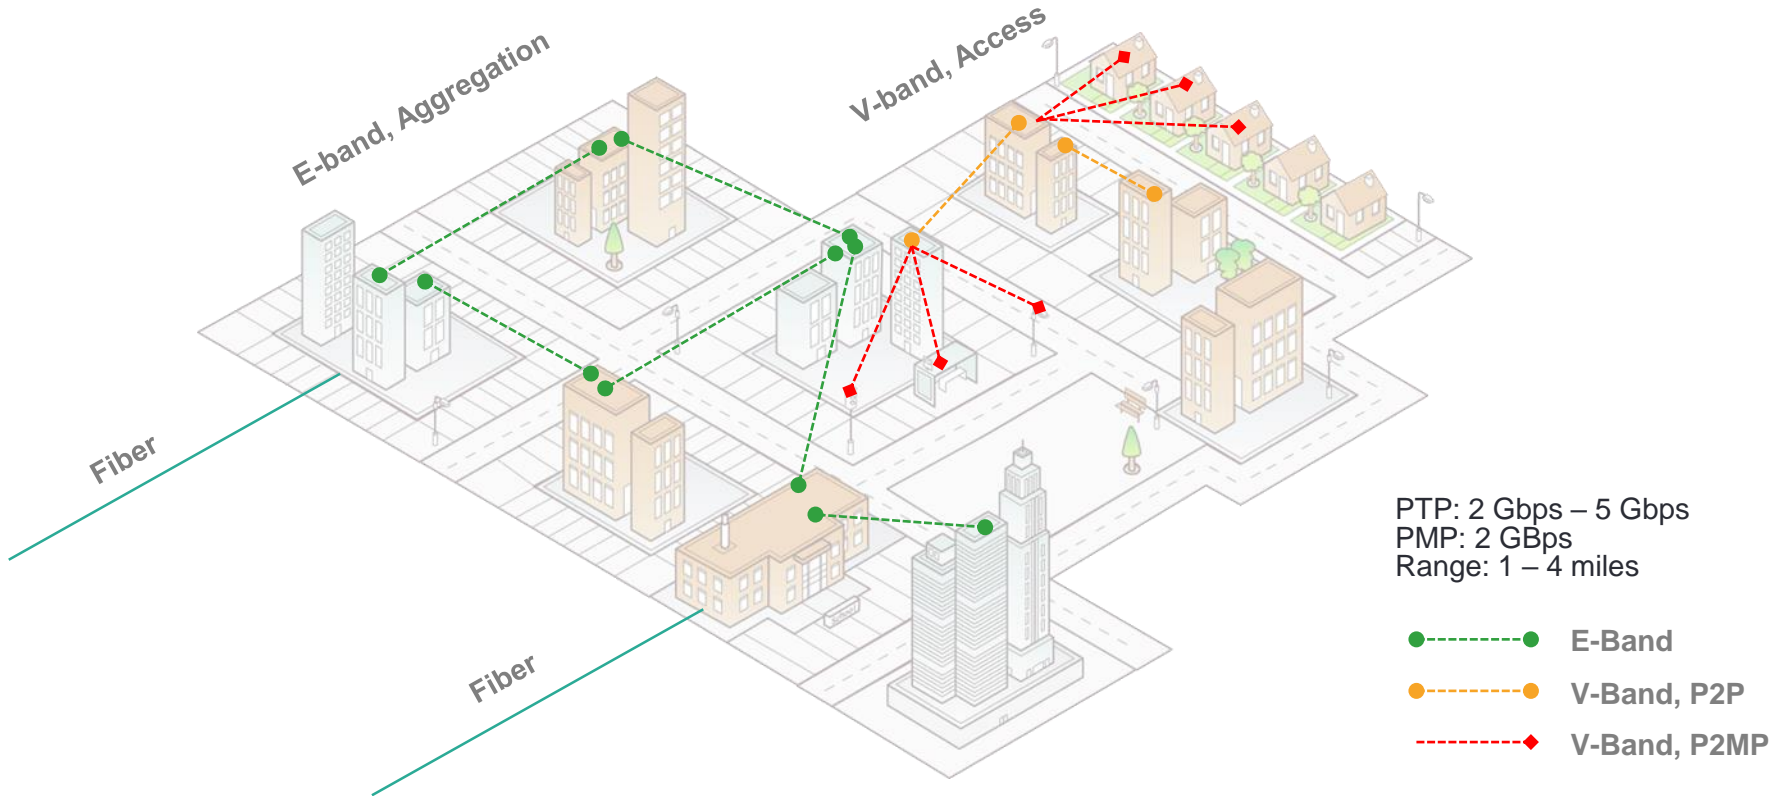 E-band, Aggregation
V-band, Access
Fiber
Fiber
PTP: 2 Gbps – 5 Gbps
PMP: 2 GBps
Range: 1 – 4 miles
E-Band
V-Band, P2P
V-Band, P2MP